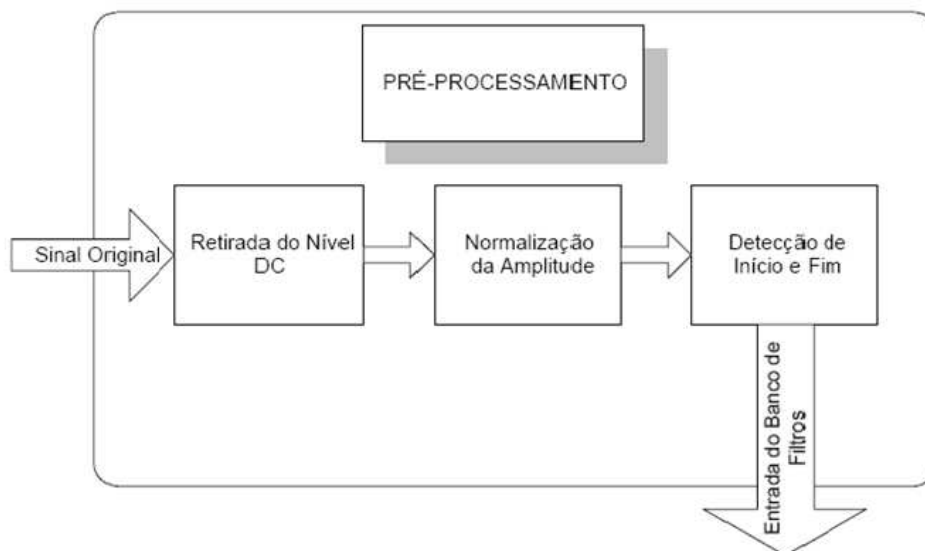 PRÉ-PROCESSAMENTO
Sinal Original
Retirada do Nível
DC
Normalização
da Amplitude
Detecção de
Início e Fim
Entrada do Banco de
Filtros